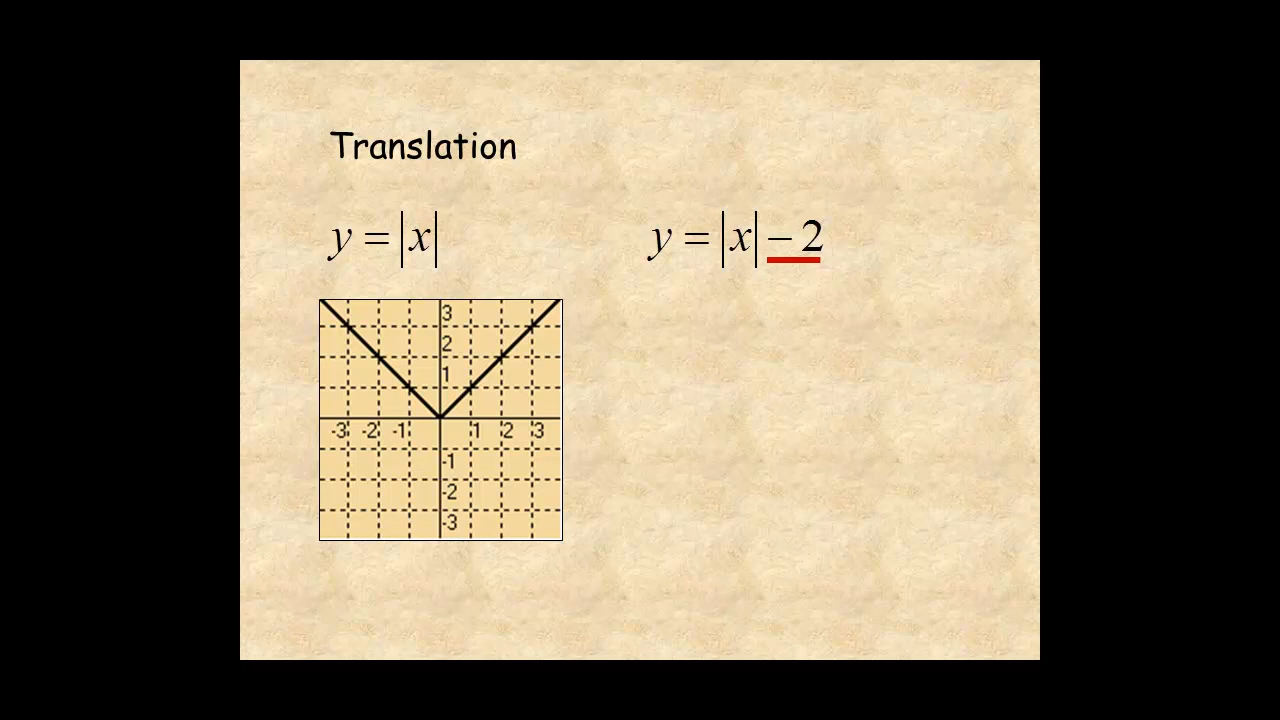 Translation
y = |x|
y = |x| – 2
3
2
1
-3 -2 -1 1 2 3
-1
-2
-3